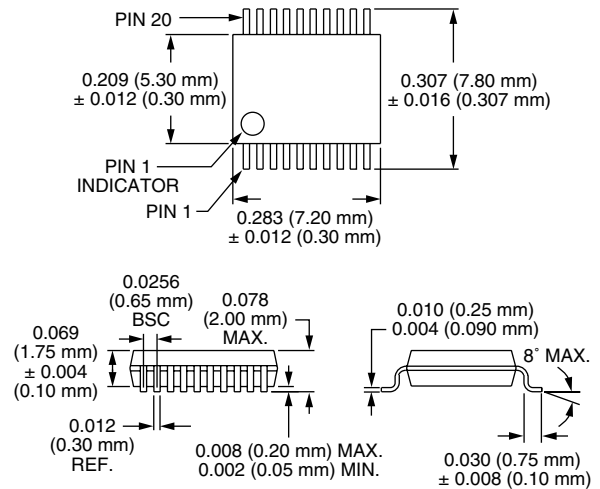 PIN 20
0.209 (5.30 mm)
± 0.012 (0.30 mm)
0.307 (7.80 mm)
± 0.016 (0.307 mm)
PIN 1
INDICATOR
PIN 1
0.283 (7.20 mm)
± 0.012 (0.30 mm)
0.0256
(0.65 mm)
BSC
0.078
(2.00 mm)
MAX.
0.069
(1.75 mm)
± 0.004
(0.10 mm)
0.012
(0.30 mm)
REF.
0.008 (0.20 mm) MAX.
0.002 (0.05 mm) MIN.
0.010 (0.25 mm)
0.004 (0.090 mm)
8° MAX.
0.030 (0.75 mm)
± 0.008 (0.10 mm)